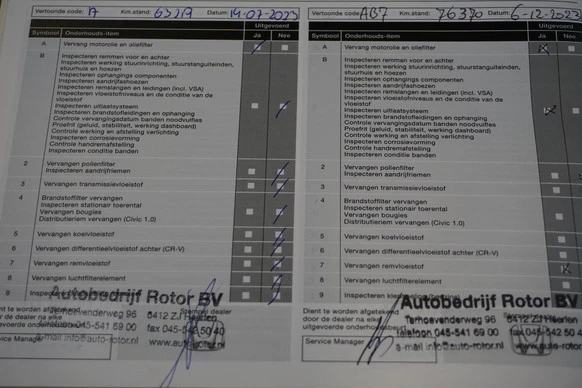 Vertoonde code: A Km.stand: 63219 Datum: 19-07-2023
Uitgevoerd
Symbool Onderhouds-item Ja Nee
A Vervang motorolie en oliefilter
B Inspecteren remmen voor en achter
Inspecteren werking stuurinrichting, stuurstanguiteinden,
stuurhuis en hoezen
Inspecteren ophangings componenten
Inspecteren aandrijfashoezen
Inspecteren remslangen en leidingen (incl. VSA)
Inspecteren vloeistofniveaus en de conditie van de
vloeistof
Inspecteren uitlaatsysteem
Inspecteren brandstofleidingen en ophanging
Controle vervangingsdatum banden noodvulfles
Proefrit (geluid, stabiliteit, werking dashboard)
Controle werking en afstelling verlichting
Inspecteren corrosievorming
Controle handremafstelling
Inspecteren conditie banden
2 Vervangen pollenfilter
Inspecteren aandrijfriemen
3 Vervangen transmissievloeistof
4 Brandstoffilter vervangen
Inspecteren stationair toerental
Vervangen bougies
Distributieriem vervangen (Civic 1.0)
5 Vervangen koelvloeistof
6 Vervangen differentieelvloeistof achter (CR-V)
7 Vervangen remvloeistof
8 Vervangen luchtfilterelement
9 Inspecteren
Autobedrijf Rotor BV
Dient te worden afgetekend
door de dealer na elke
uitgevoerde
Terhoevenderweg 96 6412 ZJ Heerlen
045-541 69 00 fax 045-542 50 40
Service Manager
e-mail info@auto-rotor.nl www.auto-rotor.nl
Vertoonde code: AB7 Km.stand: 76370 Datum: 6-12-2023
Uitgevoerd
Symbool Onderhouds-item Ja Nee
A Vervang motorolie en oliefilter
B Inspecteren remmen voor en achter
Inspecteren werking stuurinrichting, stuurstanguiteinden,
stuurhuis en hoezen
Inspecteren ophangings componenten
Inspecteren aandrijfashoezen
Inspecteren remslangen en leidingen (incl. VSA)
Inspecteren vloeistofniveaus en de conditie van de
vloeistof
Inspecteren uitlaatsysteem
Inspecteren brandstofleidingen en ophanging
Controle vervangingsdatum banden noodvulfles
Proefrit (geluid, stabiliteit, werking dashboard)
Controle werking en afstelling verlichting
Inspecteren corrosievorming
Controle handremafstelling
Inspecteren conditie banden
2 Vervangen pollenfilter
Inspecteren aandrijfriemen
3 Vervangen transmissievloeistof
4 Brandstoffilter vervangen
Inspecteren stationair toerental
Vervangen bougies
Distributieriem vervangen (Civic 1.0)
5 Vervangen koelvloeistof
6 Vervangen differentieelvloeistof achter (CR-V)
7 Vervangen remvloeistof
8 Vervangen luchtfilterelement
9 Inspecteren
Autobedrijf Rotor BV
Dient te worden afgetekend
door de dealer na elke
uitgevoerde onderhoudsbeurt
Terhoevenderweg 96 6412 ZJ Heerlen
Telefoon 045-541 69 00 fax 045-542 50 4
Service Manager
e-mail info@auto-rotor.nl